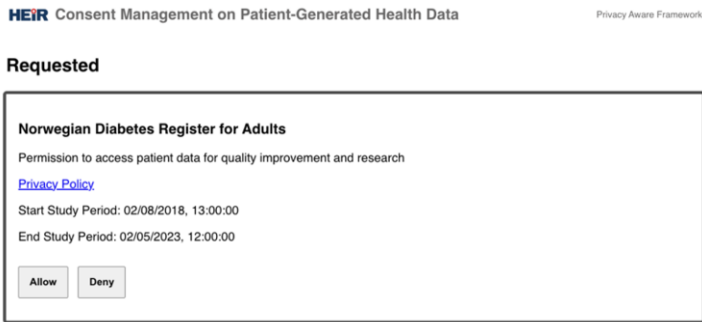 HEiR Consent Management on Patient-Generated Health Data
Privacy Aware Framework
Requested
Norwegian Diabetes Register for Adults
Permission to access patient data for quality improvement and research
Privacy Policy
Start Study Period: 02/08/2018, 13:00:00
End Study Period: 02/05/2023, 12:00:00
Allow
Deny